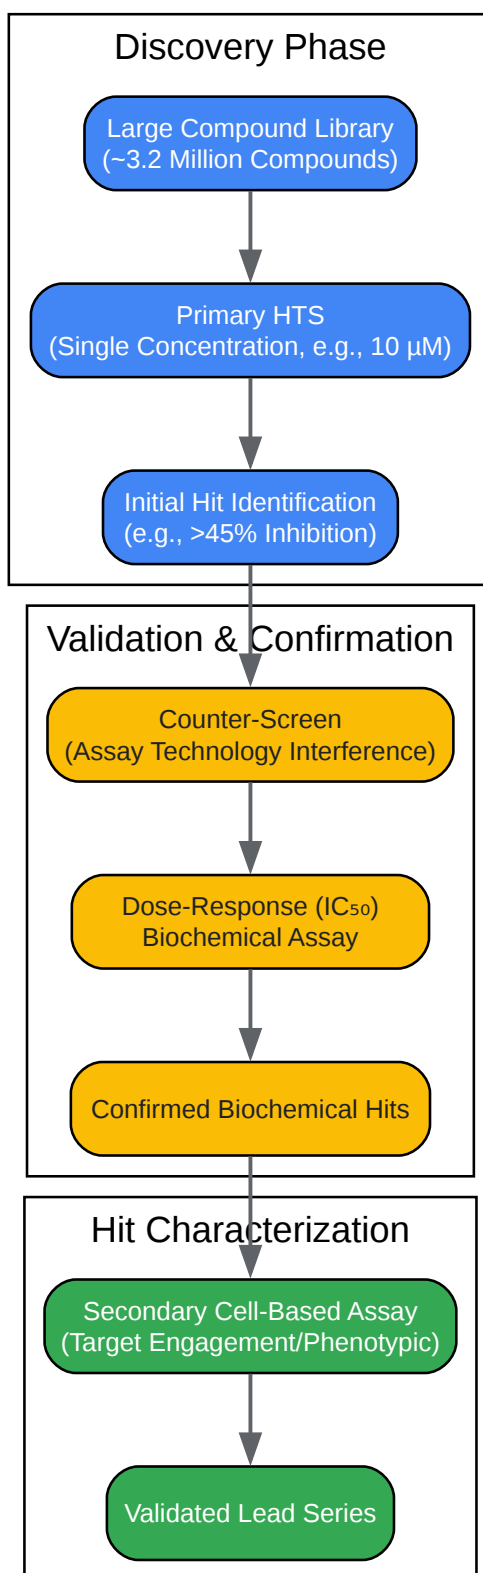 Discovery Phase
Large Compound Library
(~3.2 Million Compounds)
Primary HTS
(Single Concentration, e.g., 10 µM)
Initial Hit Identification
(e.g., >45% Inhibition)
Validation & Confirmation
Counter-Screen
(Assay Technology Interference)
Dose-Response (IC₅₀)
Biochemical Assay
Confirmed Biochemical Hits
Hit Characterization
Secondary Cell-Based Assay
(Target Engagement/Phenotypic)
Validated Lead Series